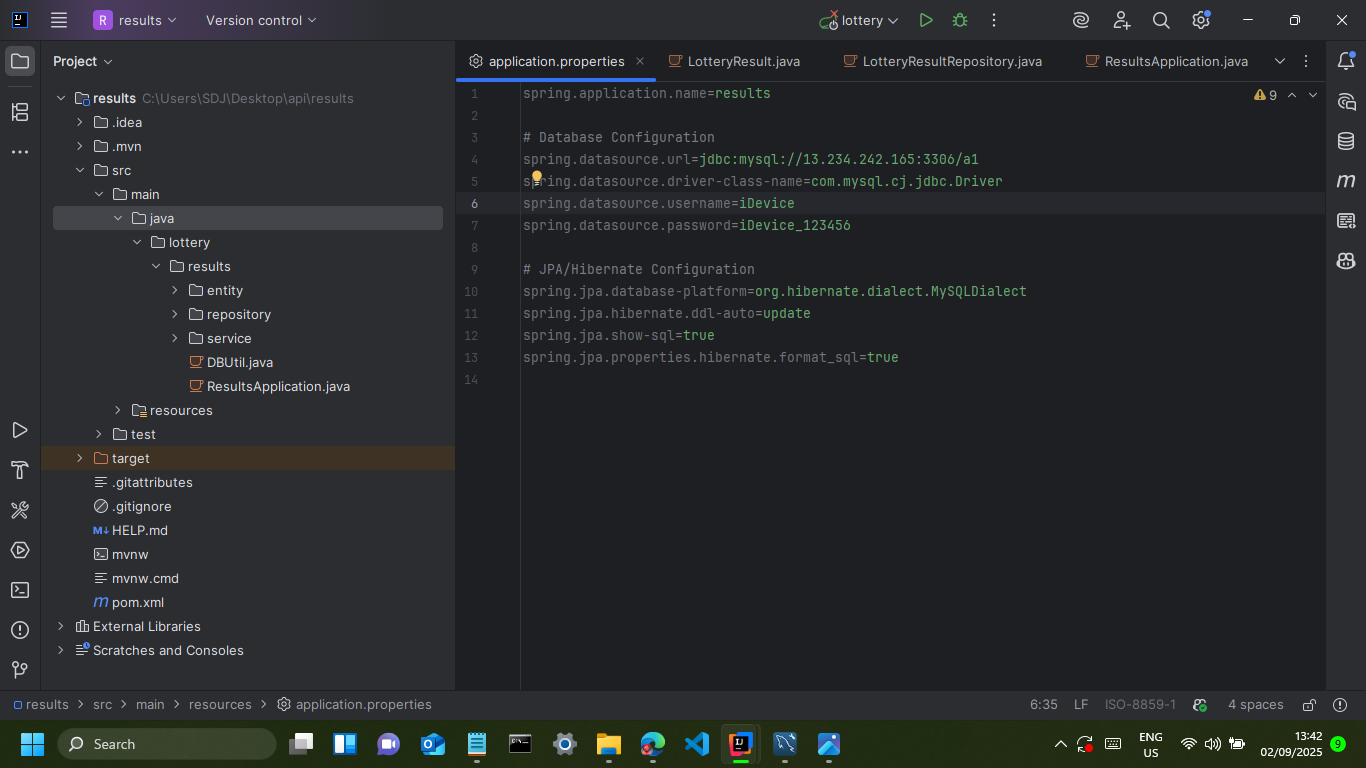 R results Version control lottery
Project
application.properties LotteryResult.java LotteryResultRepository.java ResultsApplication.java
results C:\Users\SDJ\Desktop\api\results
.idea
.mvn
src
main
java
lottery
results
entity
repository
service
DBUtil.java
ResultsApplication.java
resources
test
target
.gitattributes
.gitignore
M↓ HELP.md
mvnw
mvnw.cmd
m pom.xml
External Libraries
Scratches and Consoles
9
1 spring.application.name=results
2
3 # Database Configuration
4 spring.datasource.url=jdbc:mysql://13.234.242.165:3306/a1
5 spring.datasource.driver-class-name=com.mysql.cj.jdbc.Driver
6 spring.datasource.username=iDevice
7 spring.datasource.password=iDevice_123456
8
9 # JPA/Hibernate Configuration
10 spring.jpa.database-platform=org.hibernate.dialect.MySQLDialect
11 spring.jpa.hibernate.ddl-auto=update
12 spring.jpa.show-sql=true
13 spring.jpa.properties.hibernate.format_sql=true
14
m
results > src > main > resources > application.properties 6:35 LF ISO-8859-1 4 spaces
Search
ENG
US
13:42
02/09/2025
9